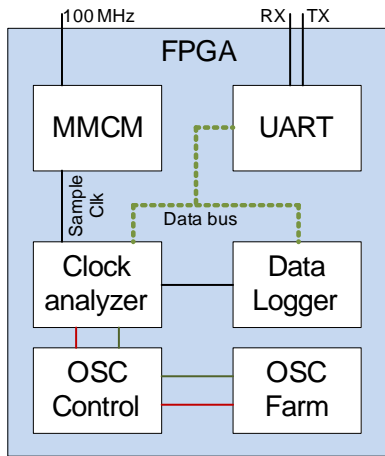 100 MHz
RX
TX
FPGA
MMCM
UART
Sample
Clk
Data bus
Clock
analyzer
Data
Logger
OSC
Control
OSC
Farm